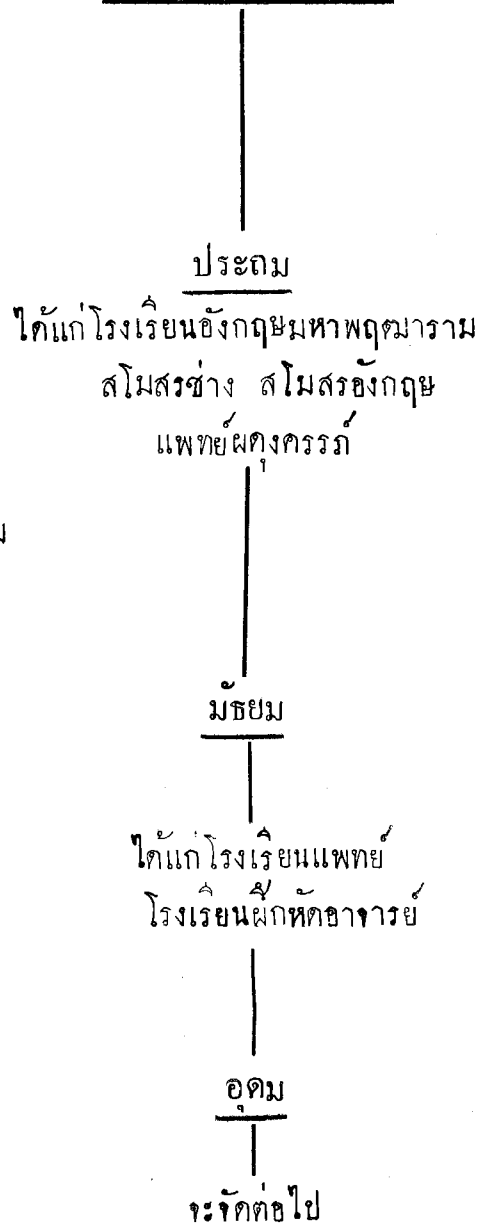 ประถม
ได้แก่โรงเรียนอังกฤษมหาพฤฒาราม
สโมสรช่าง สโมสรอังกฤษ
แพทย์ผดุงครรภ์
มัธยม
ได้แก่โรงเรียนแพทย์
โรงเรียนฝึกหัดอาจารย์
อุดม
จะจัดต่อไป